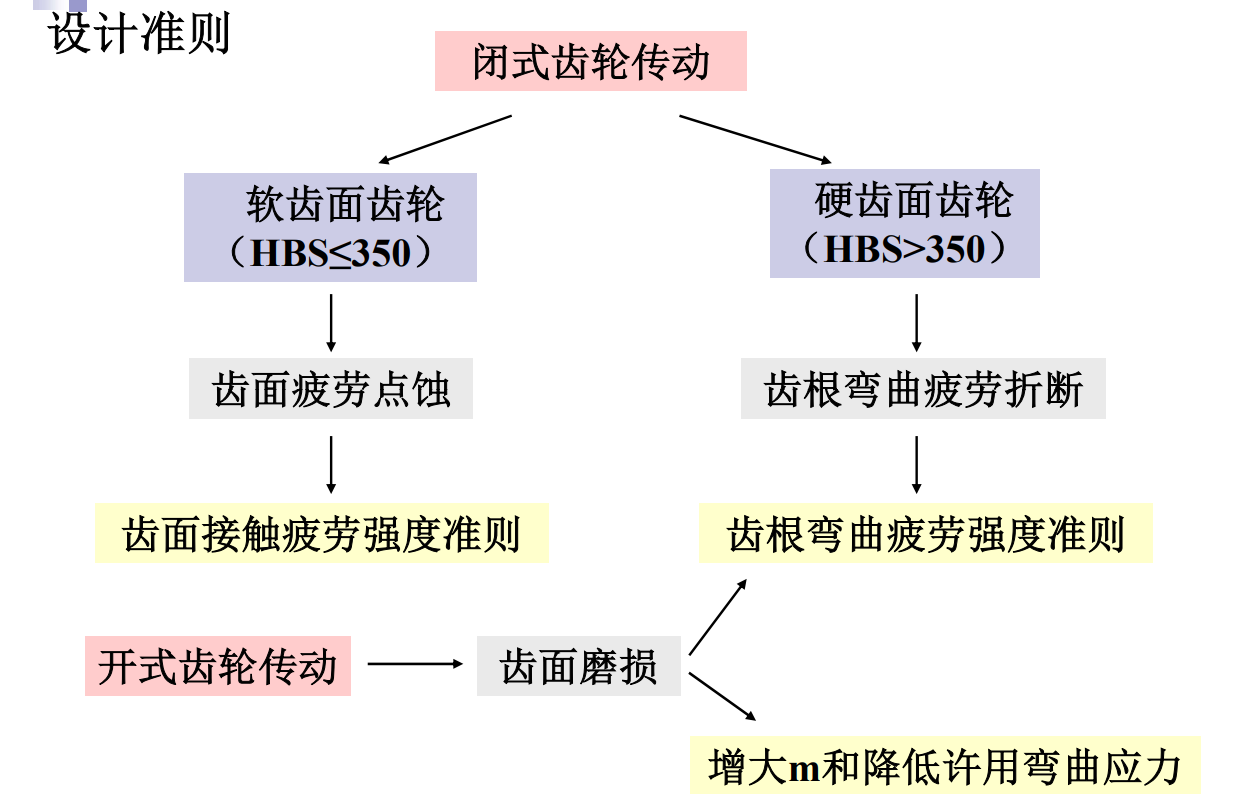 设计准则
闭式齿轮传动
软齿面齿轮
（HBS≤350）
硬齿面齿轮
（HBS>350）
齿面疲劳点蚀
齿根弯曲疲劳折断
齿面接触疲劳强度准则
齿根弯曲疲劳强度准则
开式齿轮传动
齿面磨损
增大m和降低许用弯曲应力